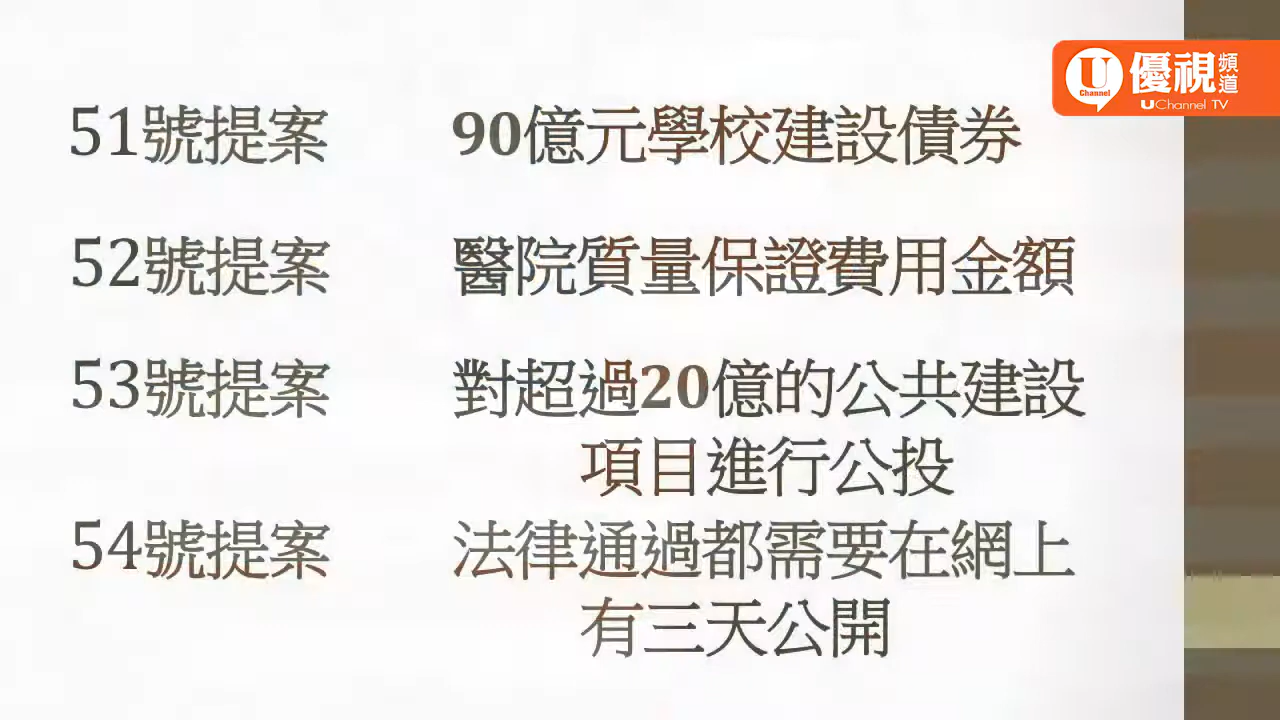 U Channel 優視頻道
UChannel TV
51號提案 90億元學校建設債券
52號提案 醫院質量保證費用金額
53號提案 對超過20億的公共建設
項目進行公投
54號提案 法律通過都需要在網上
有三天公開